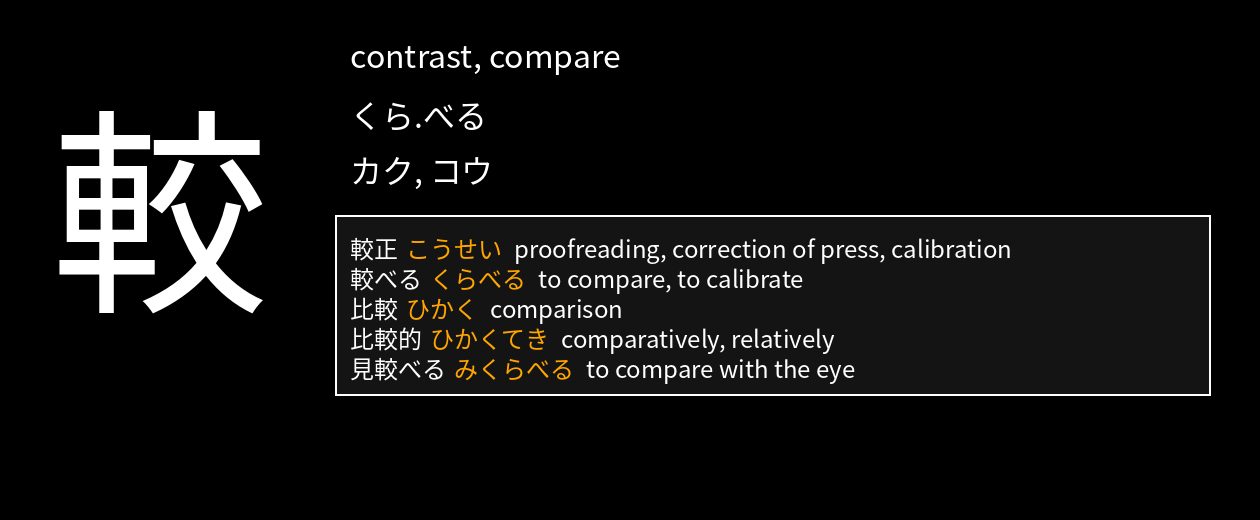 較
contrast, compare
くら.べる
カク, コウ
較正 こうせい proofreading, correction of press, calibration
較べる くらべる to compare, to calibrate
比較 ひかく comparison
比較的 ひかくてき comparatively, relatively
見較べる みくらべる to compare with the eye